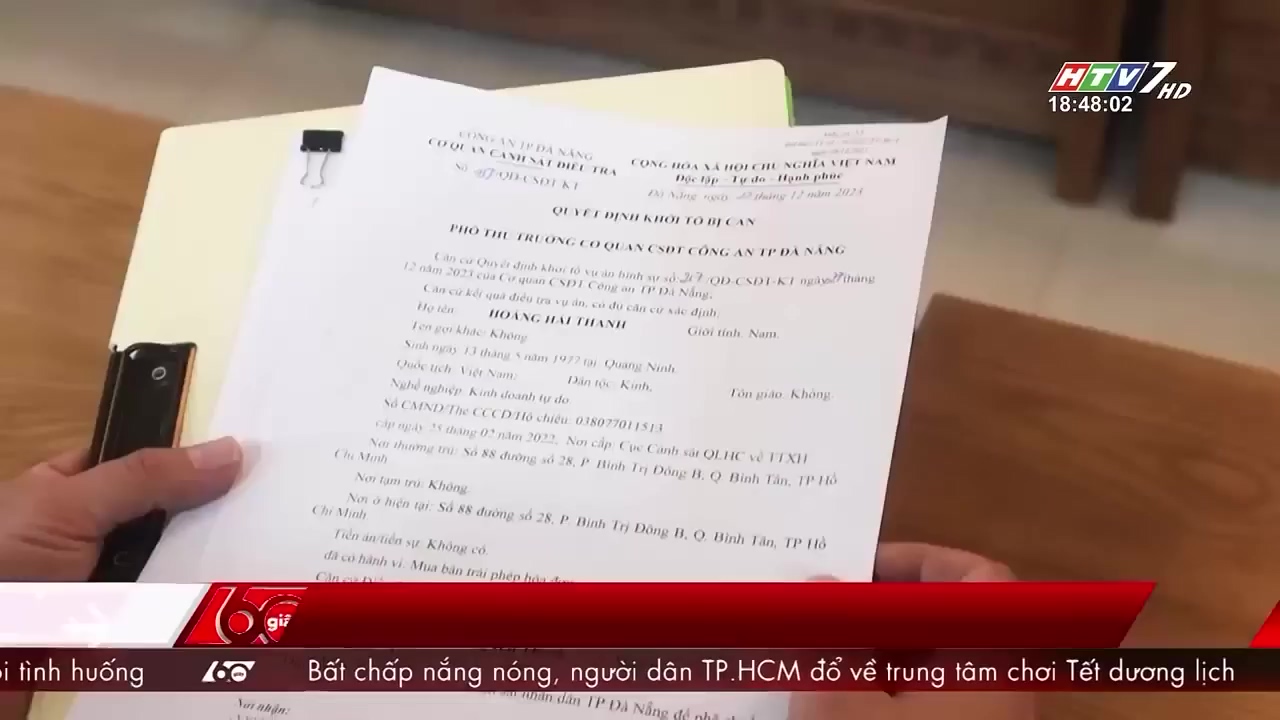 HTV7 HD
18:48:02
CÔNG AN TP ĐÀ NẴNG
CƠ QUAN CẢNH SÁT ĐIỀU TRA
Số /QĐ-CSĐT-K1
CỘNG HÒA XÃ HỘI CHỦ NGHĨA VIỆT NAM
Độc lập - Tự do - Hạnh phúc
Đà Nẵng ngày tháng 12 năm 2023
QUYẾT ĐỊNH KHỞI TỐ BỊ CAN
PHÓ THỦ TRƯỞNG CƠ QUAN CSĐT CÔNG AN TP ĐÀ NẴNG
Căn cứ Quyết định khởi tố vụ án hình sự số: /QĐ-CSĐT-K1 ngày tháng
12 năm 2023 của Cơ quan CSĐT Công an TP Đà Nẵng;
Căn cứ kết quả điều tra vụ án, có đủ căn cứ xác định:
Họ tên: HOÀNG HẢI THANH Giới tính: Nam.
Tên gọi khác: Không
Sinh ngày 13 tháng 5 năm 1977 tại: Quảng Ninh.
Quốc tịch: Việt Nam; Dân tộc: Kinh; Tôn giáo: Không.
Nghề nghiệp: Kinh doanh tự do.
Số CMND/Thẻ CCCD/Hộ chiếu: 038077011513
cấp ngày 25 tháng 02 năm 2022, Nơi cấp: Cục Cảnh sát QLHC về TTXH
Nơi thường trú: Số 88 đường số 28, P. Bình Trị Đông B, Q. Bình Tân, TP Hồ
Chí Minh
Nơi tạm trú: Không.
Nơi ở hiện tại: Số 88 đường số 28, P. Bình Trị Đông B, Q. Bình Tân, TP Hồ
Chí Minh
Tiền án/tiền sự: Không có.
đã có hành vi: Mua bán trái phép hóa
60 giây
tình huống 60 giây Bất chấp nắng nóng, người dân TP.HCM đổ về trung tâm chơi Tết dương lịch
nhân dân TP Đà Nẵng để
Nơi nhận: